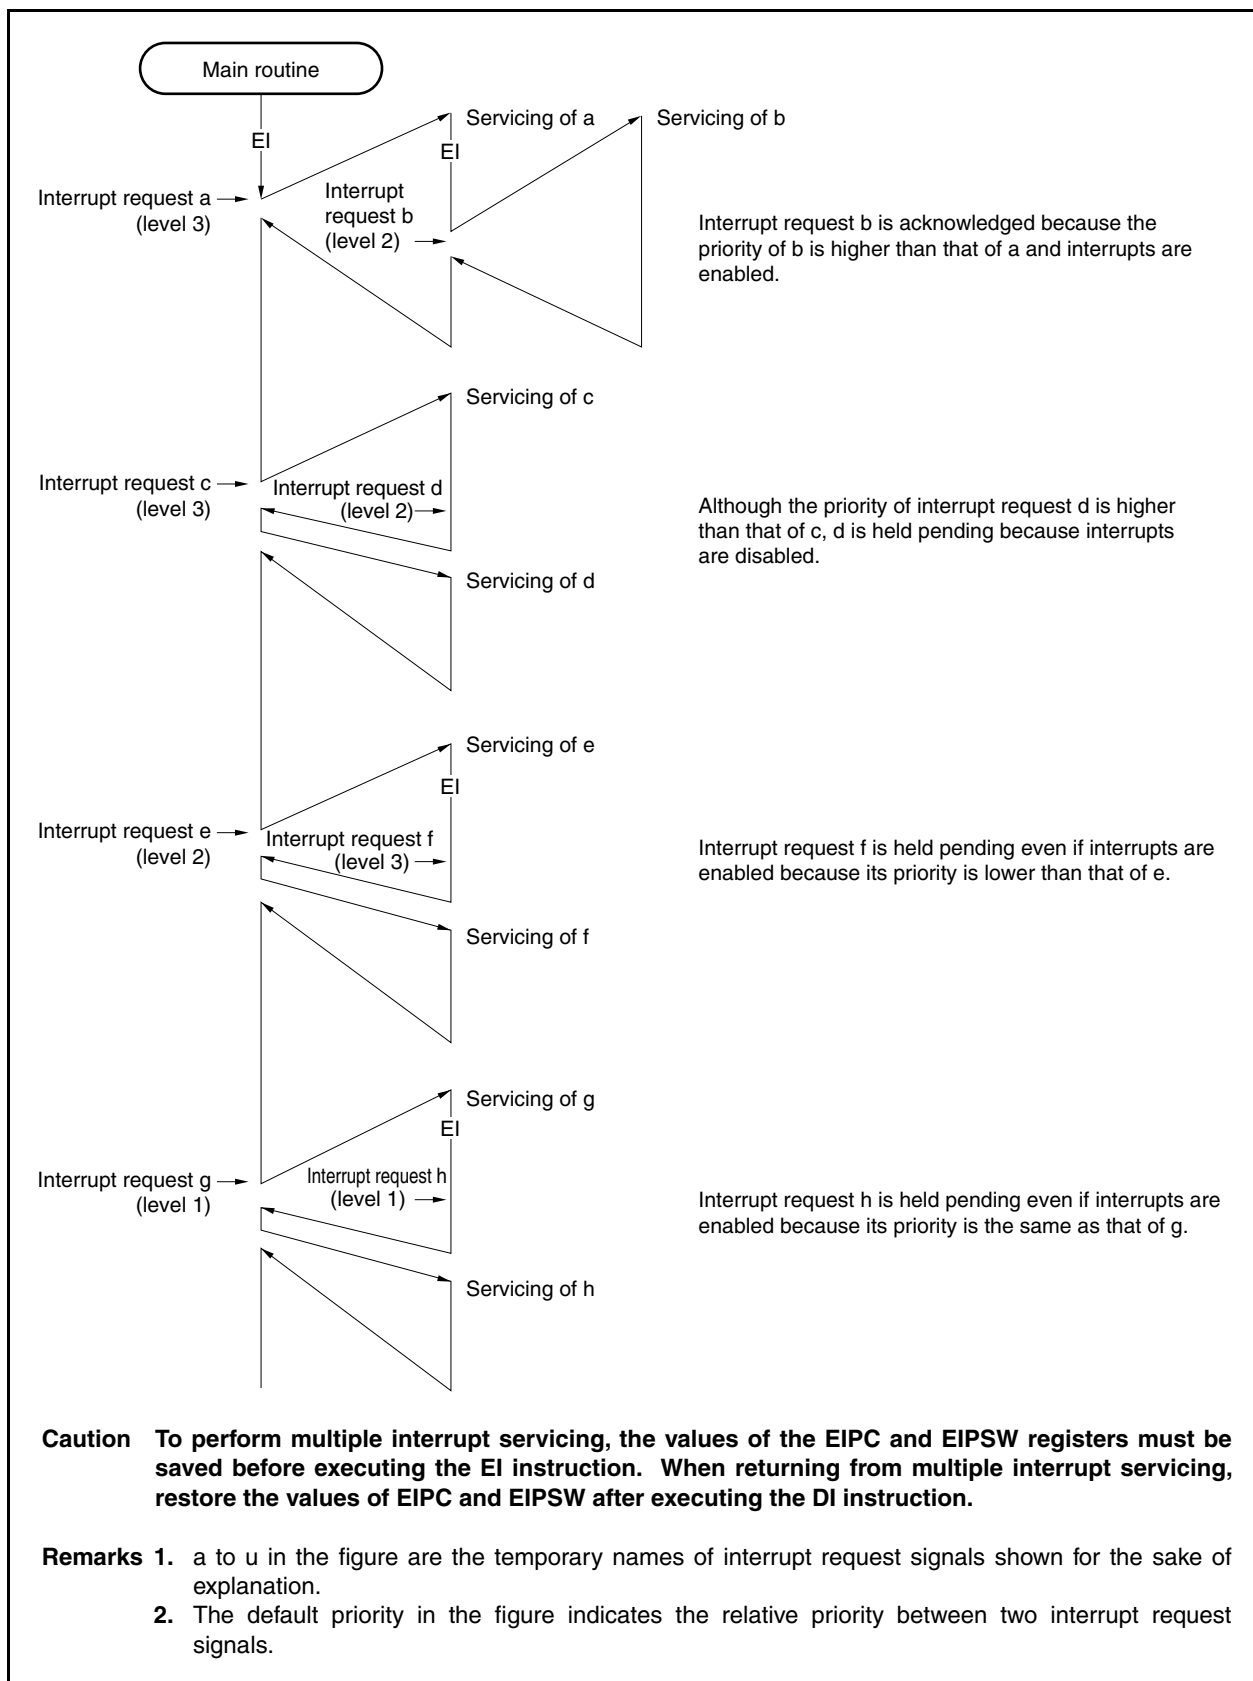 Main routine
EI
Servicing of a
Servicing of b
EI
Interrupt request a
(level 3)
Interrupt
request b
(level 2)
Interrupt request b is acknowledged because the
priority of b is higher than that of a and interrupts are
enabled.
Servicing of c
Interrupt request c
(level 3)
Interrupt request d
(level 2)
Although the priority of interrupt request d is higher
than that of c, d is held pending because interrupts
are disabled.
Servicing of d
Servicing of e
EI
Interrupt request e
(level 2)
Interrupt request f
(level 3)
Interrupt request f is held pending even if interrupts are
enabled because its priority is lower than that of e.
Servicing of f
Servicing of g
EI
Interrupt request g
(level 1)
Interrupt request h
(level 1)
Interrupt request h is held pending even if interrupts are
enabled because its priority is the same as that of g.
Servicing of h
Caution To perform multiple interrupt servicing, the values of the EIPC and EIPSW registers must be
saved before executing the EI instruction. When returning from multiple interrupt servicing,
restore the values of EIPC and EIPSW after executing the DI instruction.
Remarks 1. a to u in the figure are the temporary names of interrupt request signals shown for the sake of
explanation.
2. The default priority in the figure indicates the relative priority between two interrupt request
signals.